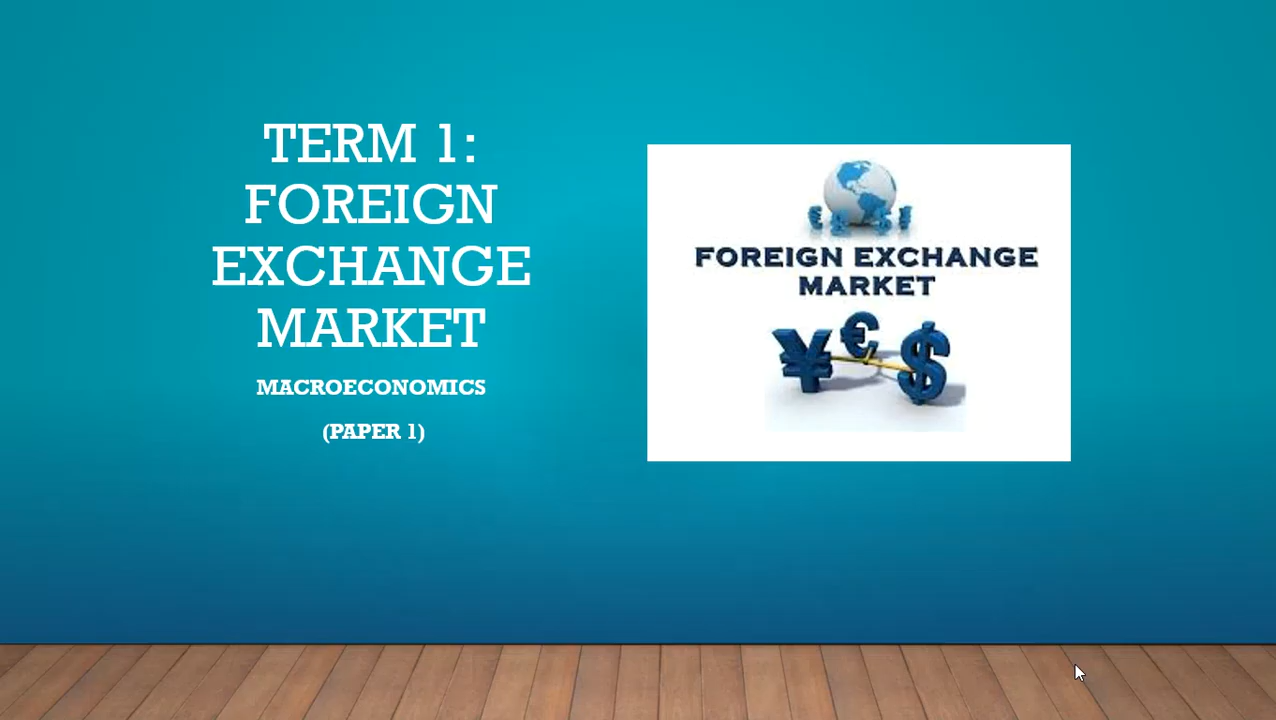 TERM 1:
FOREIGN
EXCHANGE
MARKET
MACROECONOMICS
(PAPER 1)
FOREIGN EXCHANGE
MARKET
¥ € $